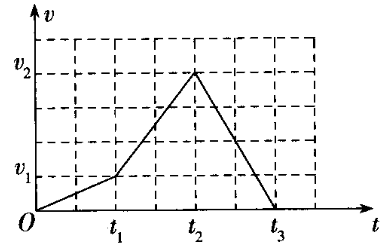 v
v₂
v₁
O
t₁
t₂
t₃
t